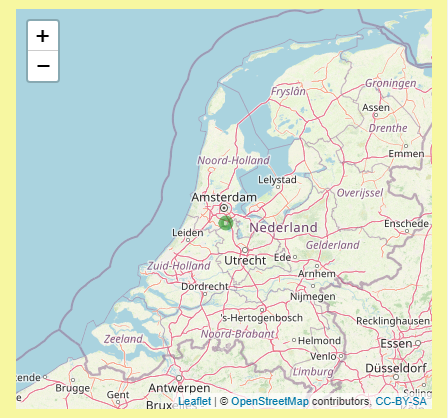 +
−
Fryslân
Groningen
Assen
Drenthe
Emmen
Noord-Holland
Lelystad
Amsterdam
Overijssel
Leiden
Nederland
Enschede
Gelderland
Utrecht
Ede
Zuid-Holland
Arnhem
Dordrecht
Nijmegen
's-Hertogenbosch
Recklinghausen
Zeeland
Noord-Brabant
Helmond
Essen
Venlo
Limburg
Düsseldorf
tende
Brugge
Gent
Antwerpen
Brux
Leaflet | © OpenStreetMap contributors, CC-BY-SA